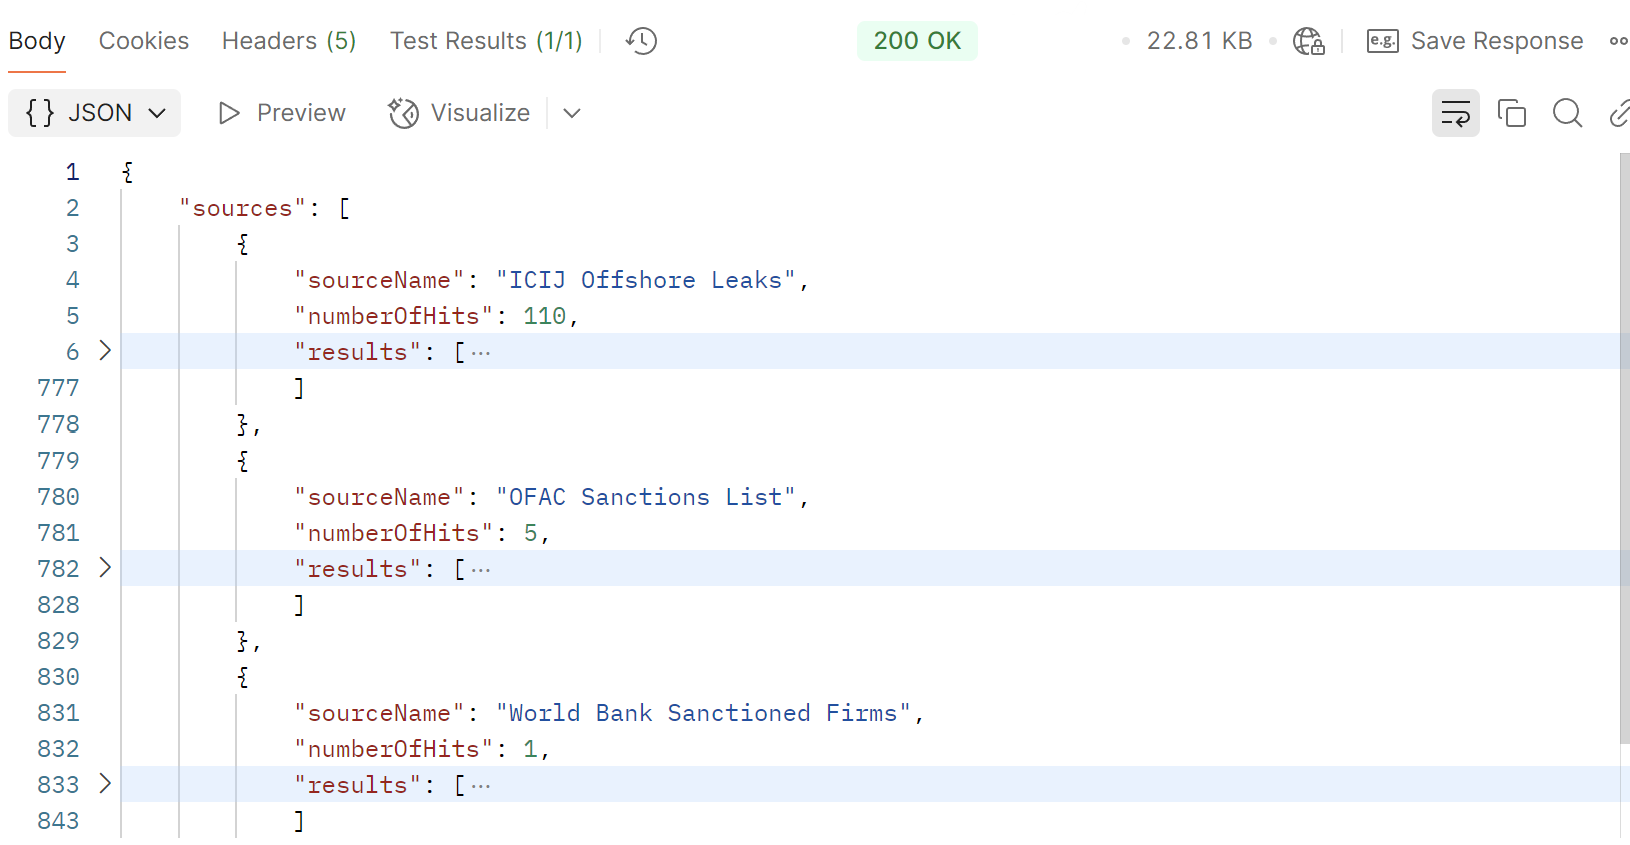 Body Cookies Headers (5) Test Results (1/1) 200 OK 22.81 KB e.g. Save Response
{} JSON Preview Visualize
1 {
2 "sources": [
3 {
4 "sourceName": "ICIJ Offshore Leaks",
5 "numberOfHits": 110,
6 "results": [···
777 ]
778 },
779 {
780 "sourceName": "OFAC Sanctions List",
781 "numberOfHits": 5,
782 "results": [···
828 ]
829 },
830 {
831 "sourceName": "World Bank Sanctioned Firms",
832 "numberOfHits": 1,
833 "results": [···
843 ]